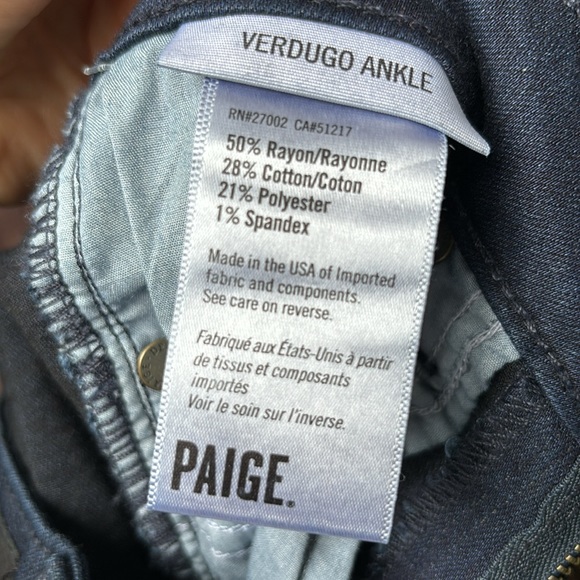 VERDUGO ANKLE
RN#27002 CA#51217
50% Rayon/Rayonne
28% Cotton/Coton
21% Polyester
1% Spandex
Made in the USA of Imported
fabric and components.
See care on reverse.
Fabriqué aux États-Unis à partir
de tissus et composants
importés
Voir le soin sur l'inverse.
PAIGE.